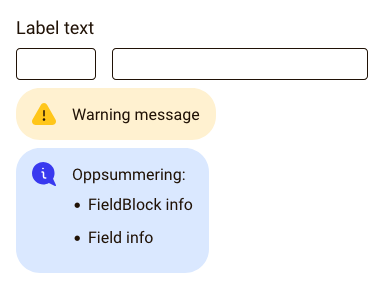 Label text
Warning message
Oppsummering:
• FieldBlock info
• Field info